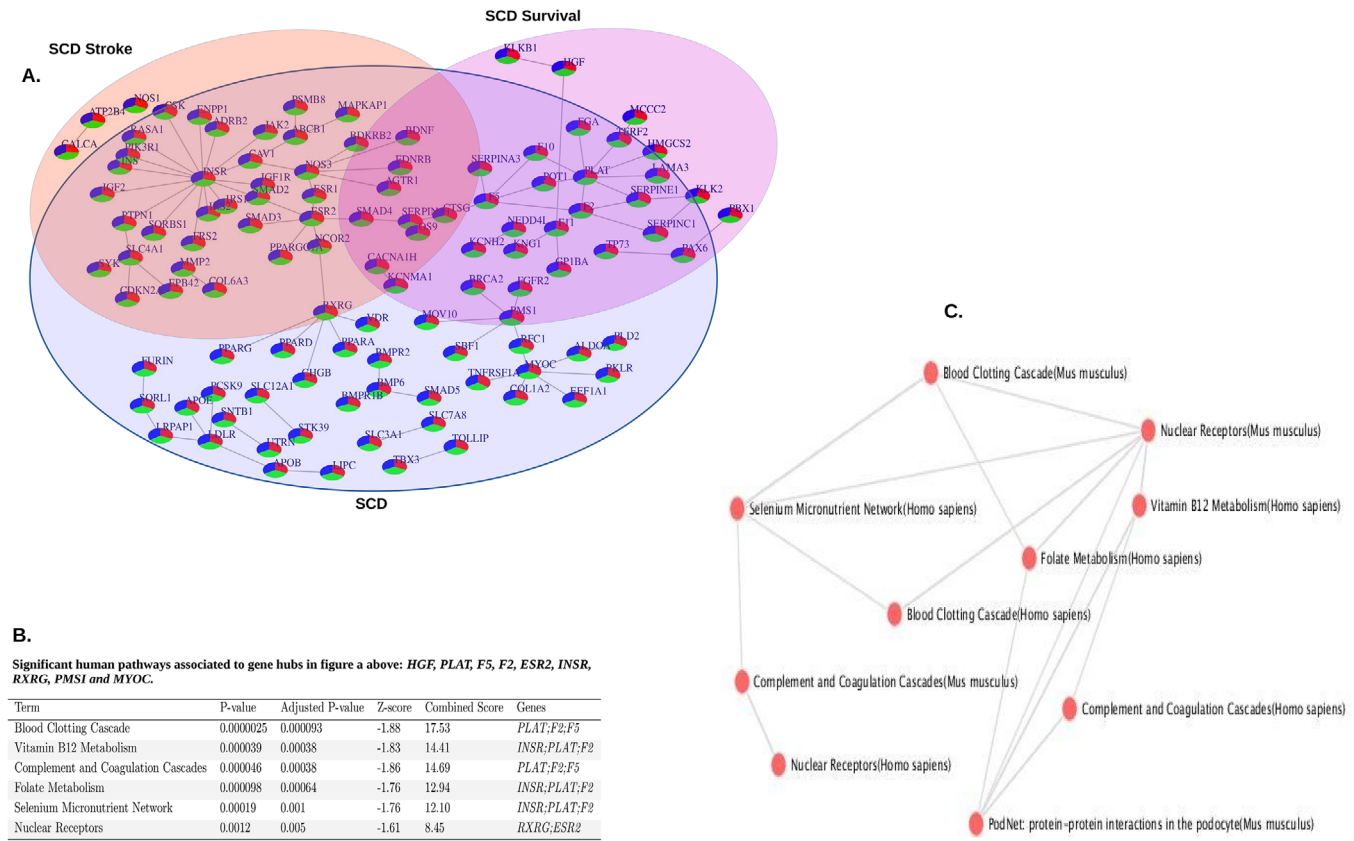 SCD Survival
SCD Stroke
A.
KLKB1
HGF
NOS1
ATP2B4
CALCA
CSK
ENPP1
ADRB2
RASA1
PIK3R1
INS
IGF2
INSR
JAK2
PSMB8
ABCB1
MAPKAP1
CAV1
NOS3
BDKRB2
BDNF
EDNRB
AGTR1
IGF1R
SMAD2
IRS1
IRS2
ESR1
ESR2
SMAD3
SMAD4
CTSG
NCOR2
PTPN1
SORBS1
FRS2
SLC4A1
SYK
MMP2
CDKN2A
EPB42
COL6A3
CACNA1H
KCNMA1
SERPINA3
F10
FGA
TERF2
MCCC2
HMGCS2
PLAT
LAMA3
POT1
F5
SERPINE1
KLK2
F2
PBX1
NEDD4L
F11
SERPINC1
KCNH2
KNG1
TP73
PAX6
GP1BA
BRCA2
FGFR2
PMS1
MOV10
RXRG
VDR
PPARG
PPARD
PPARA
BMPR2
CHGB
BMP6
BMPR1B
SMAD5
SBF1
RFC1
ALDOA
PLD2
MYOC
TNFRSF1A
PKLR
COL1A2
EEF1A1
FURIN
PCSK9
SLC12A1
SORL1
APOE
SNTB1
LRPAP1
LDLR
UTRN
STK39
APOB
LIPC
SLC7A8
SLC3A1
TOLLIP
TBX3
SCD
B.
Significant human pathways associated to gene hubs in figure a above: HGF, PLAT, F5, F2, ESR2, INSR,
RXRG, PMSI and MYOC.
Term P-value Adjusted P-value Z-score Combined Score Genes
Blood Clotting Cascade 0.0000025 0.000093 -1.88 17.53 PLAT;F2;F5
Vitamin B12 Metabolism 0.000039 0.00038 -1.83 14.41 INSR;PLAT;F2
Complement and Coagulation Cascades 0.000046 0.00038 -1.86 14.69 PLAT;F2;F5
Folate Metabolism 0.000098 0.00064 -1.76 12.94 INSR;PLAT;F2
Selenium Micronutrient Network 0.00019 0.001 -1.76 12.10 INSR;PLAT;F2
Nuclear Receptors 0.0012 0.005 -1.61 8.45 RXRG;ESR2
C.
Blood Clotting Cascade(Mus musculus)
Nuclear Receptors(Mus musculus)
Selenium Micronutrient Network(Homo sapiens)
Vitamin B12 Metabolism(Homo sapiens)
Folate Metabolism(Homo sapiens)
Blood Clotting Cascade(Homo sapiens)
Complement and Coagulation Cascades(Mus musculus)
Complement and Coagulation Cascades(Homo sapiens)
Nuclear Receptors(Homo sapiens)
PodNet: protein-protein interactions in the podocyte(Mus musculus)